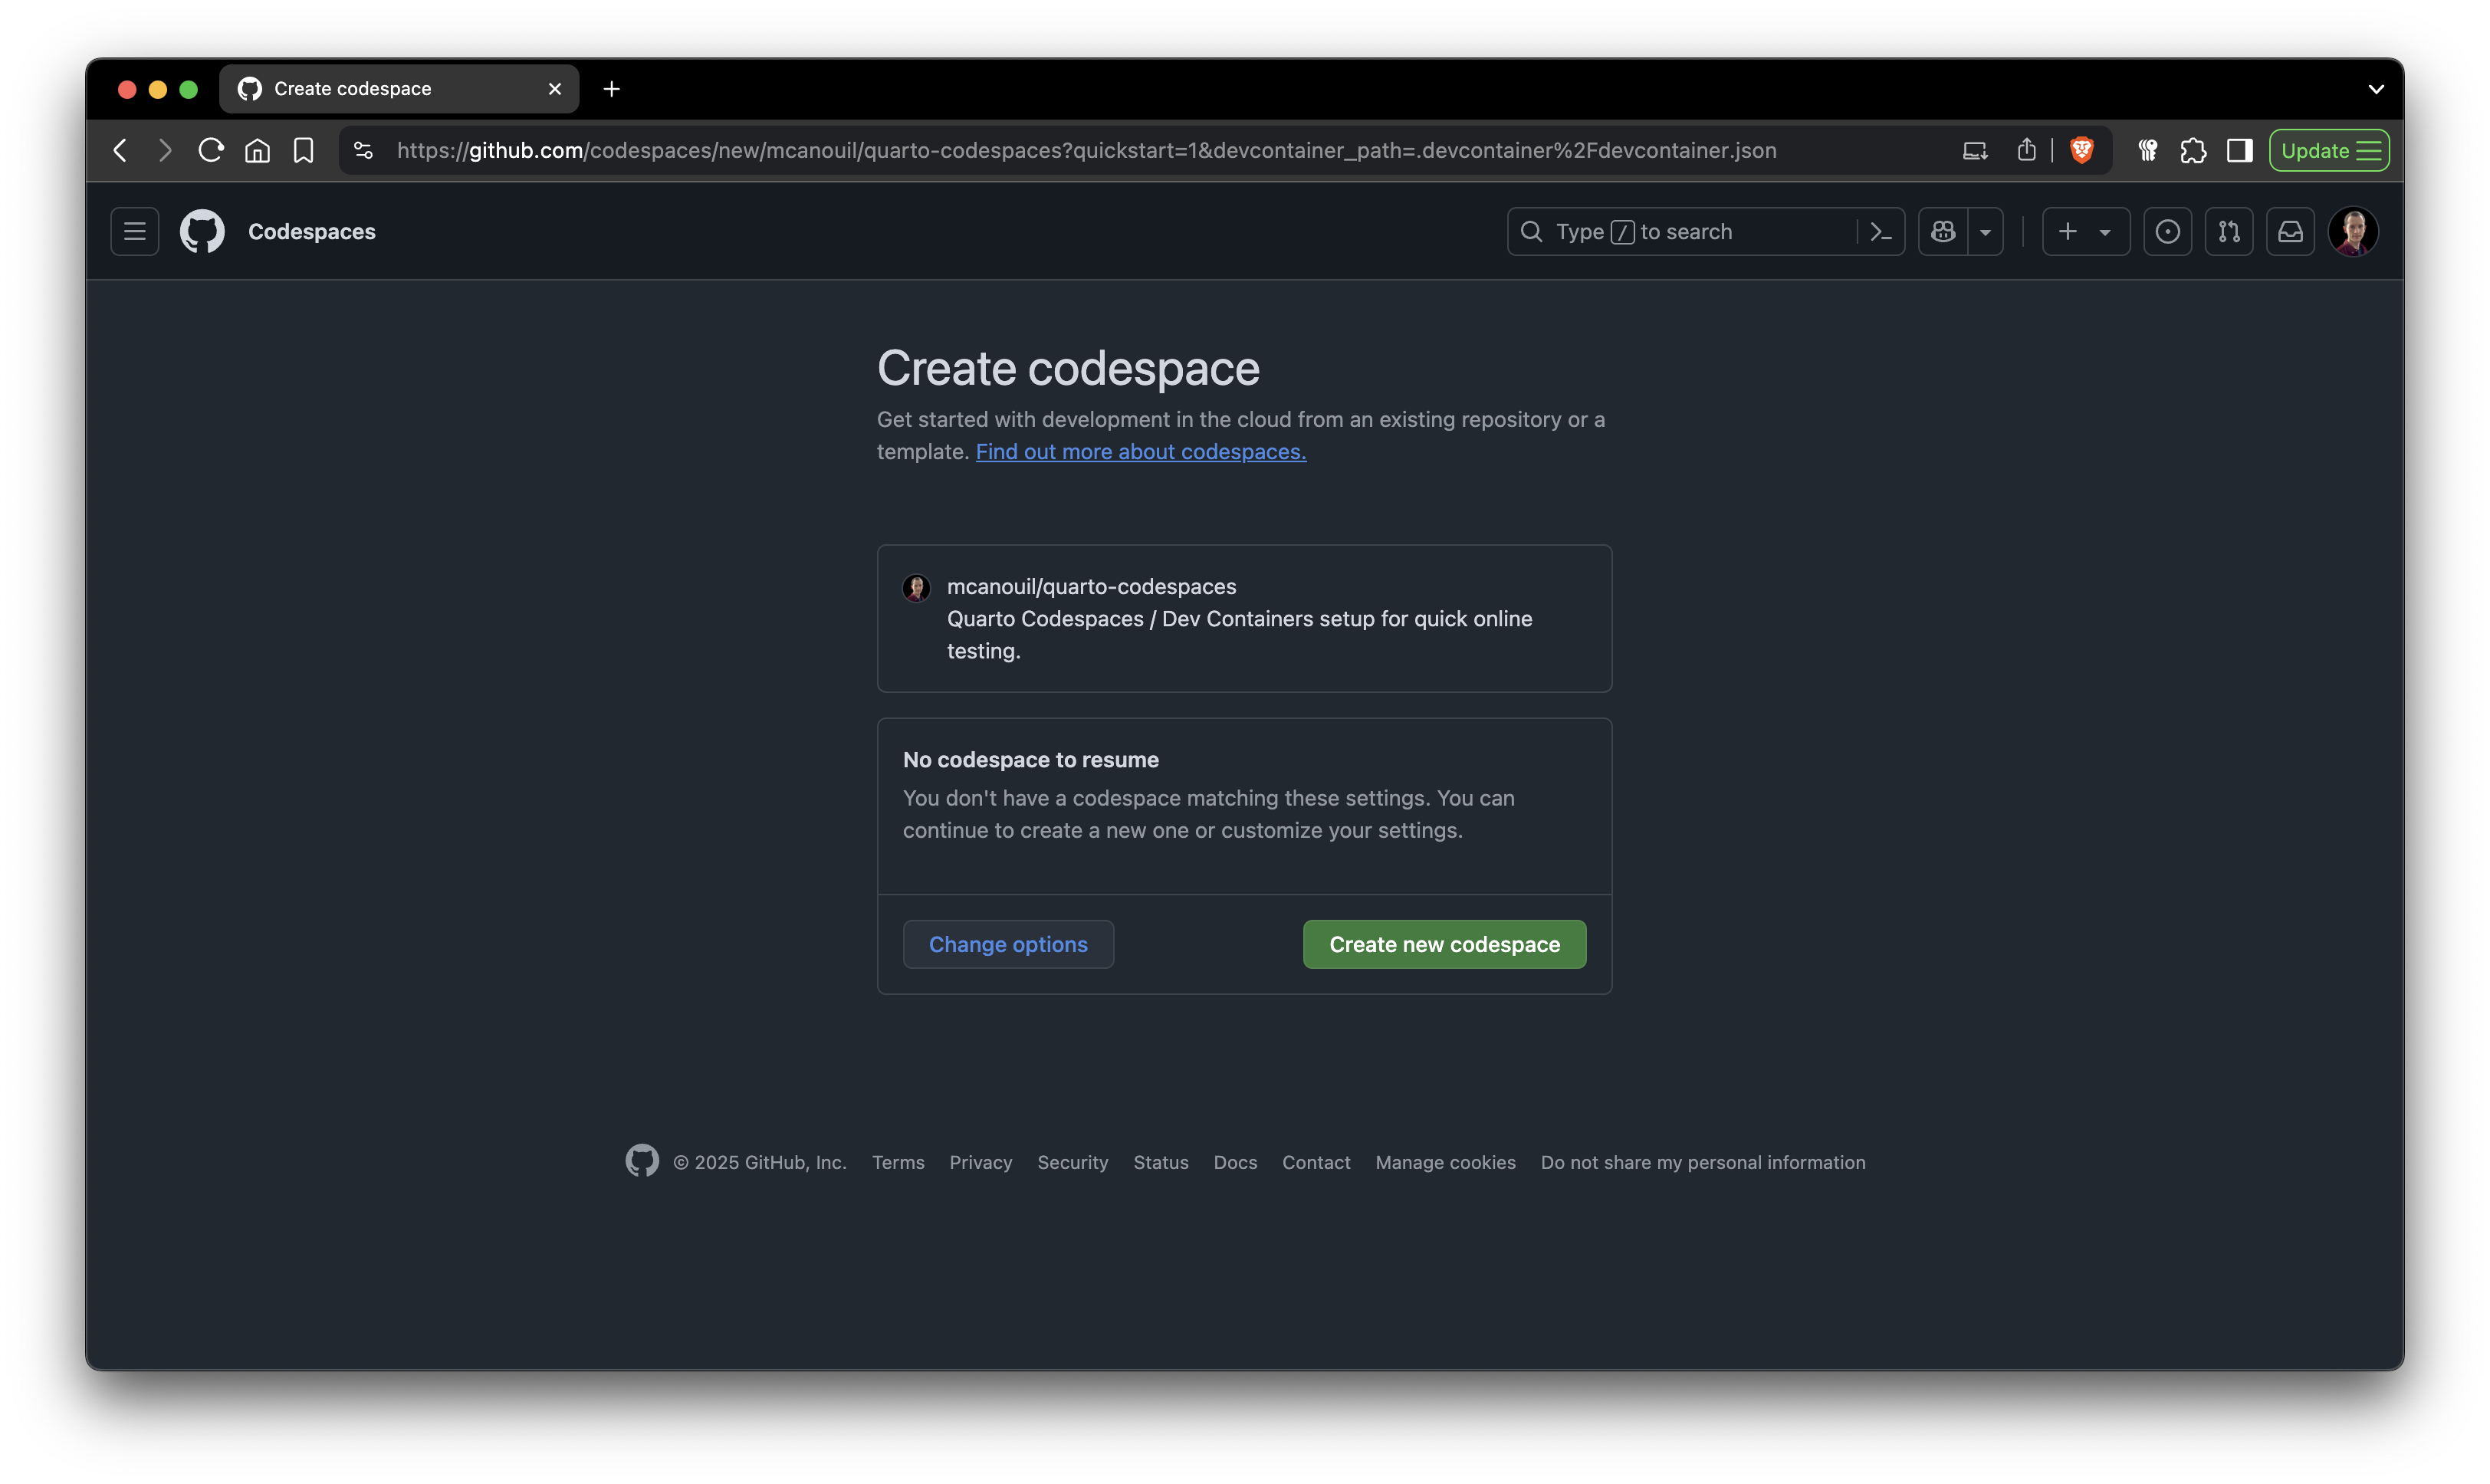 Create codespace
https://github.com/codespaces/new/mcanouil/quarto-codespaces?quickstart=1&devcontainer_path=.devcontainer%2Fdevcontainer.json
Update
Codespaces
Type / to search
Create codespace
Get started with development in the cloud from an existing repository or a
template. Find out more about codespaces.
mcanouil/quarto-codespaces
Quarto Codespaces / Dev Containers setup for quick online
testing.
No codespace to resume
You don't have a codespace matching these settings. You can
continue to create a new one or customize your settings.
Change options
Create new codespace
© 2025 GitHub, Inc. Terms Privacy Security Status Docs Contact Manage cookies Do not share my personal information